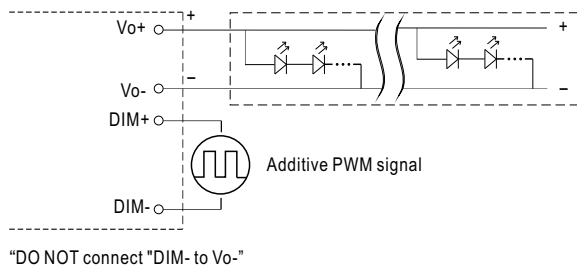 Vo+
+
+
Vo-
−
−
DIM+
Additive PWM signal
DIM-
“DO NOT connect "DIM- to Vo-”